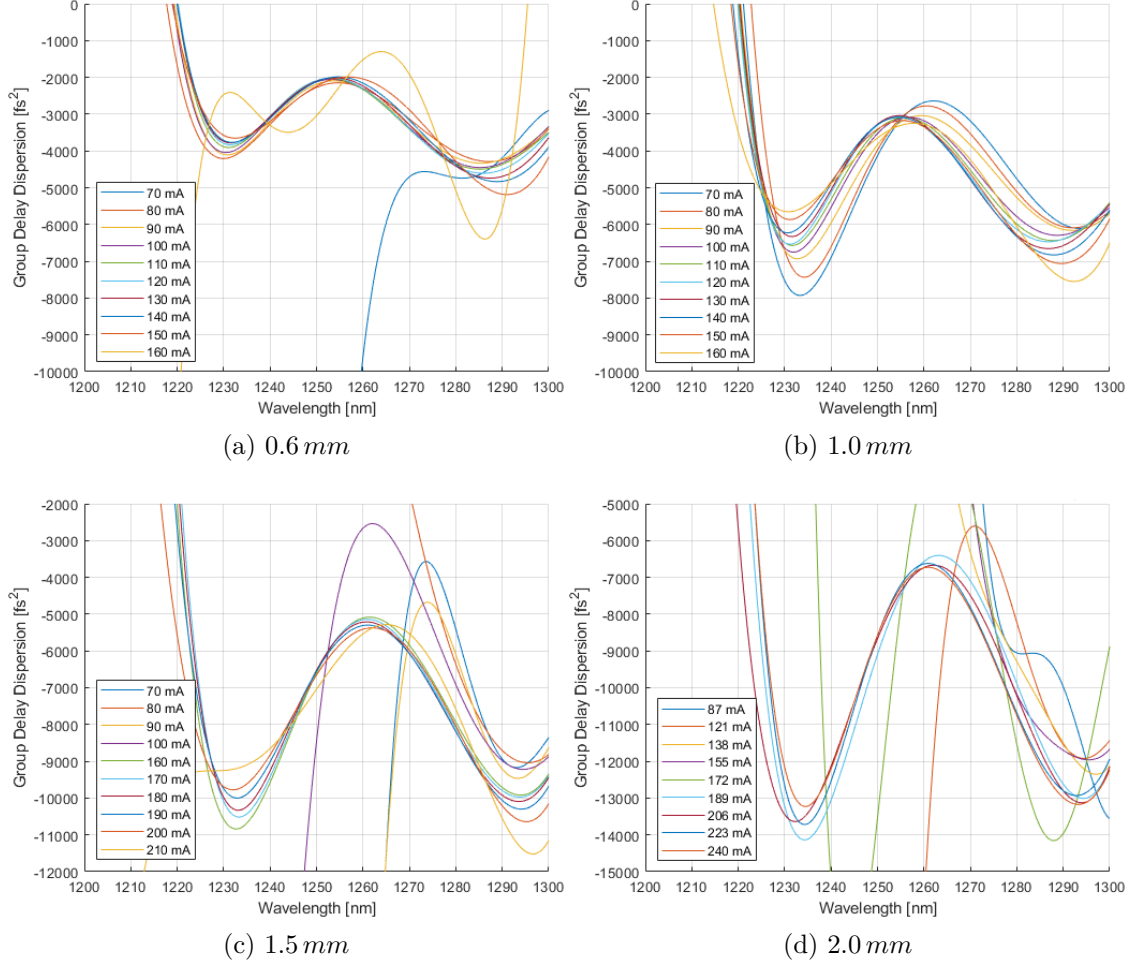 0
-1000
-2000
-3000
-4000
-5000
-6000
-7000
-8000
-9000
-10000
Group Delay Dispersion [fs²]
70 mA
80 mA
90 mA
100 mA
110 mA
120 mA
130 mA
140 mA
150 mA
160 mA
1200 1210 1220 1230 1240 1250 1260 1270 1280 1290 1300
Wavelength [nm]
(a) 0.6 mm
0
-1000
-2000
-3000
-4000
-5000
-6000
-7000
-8000
-9000
-10000
Group Delay Dispersion [fs²]
70 mA
80 mA
90 mA
100 mA
110 mA
120 mA
130 mA
140 mA
150 mA
160 mA
1200 1210 1220 1230 1240 1250 1260 1270 1280 1290 1300
Wavelength [nm]
(b) 1.0 mm
-2000
-3000
-4000
-5000
-6000
-7000
-8000
-9000
-10000
-11000
-12000
Group Delay Dispersion [fs²]
70 mA
80 mA
90 mA
100 mA
160 mA
170 mA
180 mA
190 mA
200 mA
210 mA
1200 1210 1220 1230 1240 1250 1260 1270 1280 1290 1300
Wavelength [nm]
(c) 1.5 mm
-5000
-6000
-7000
-8000
-9000
-10000
-11000
-12000
-13000
-14000
-15000
Group Delay Dispersion [fs²]
87 mA
121 mA
138 mA
155 mA
172 mA
189 mA
206 mA
223 mA
240 mA
1200 1210 1220 1230 1240 1250 1260 1270 1280 1290 1300
Wavelength [nm]
(d) 2.0 mm